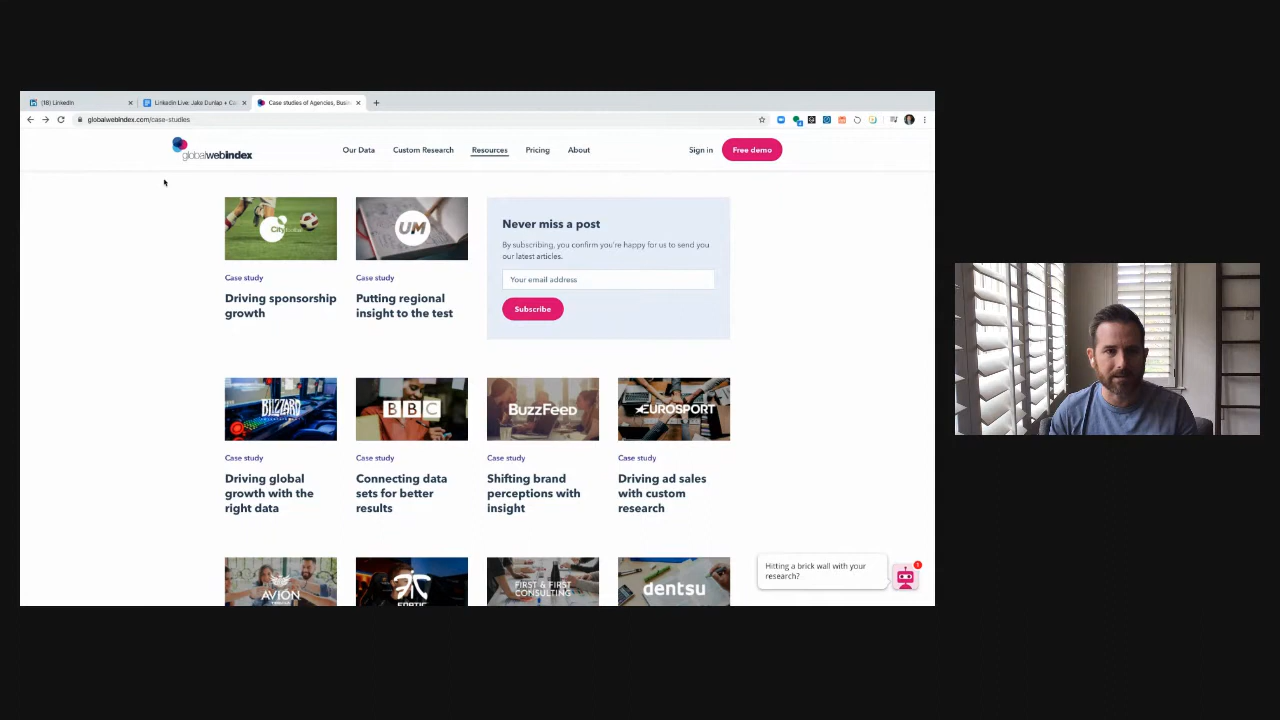 (18) LinkedIn
LinkedIn Live: Jake Dunlap + C
Case studies of Agencies, Busin
globalwebindex.com/case-studies
globalwebindex
Our Data
Custom Research
Resources
Pricing
About
Sign in
Free demo
City
UM
Never miss a post
By subscribing, you confirm you're happy for us to send you
our latest articles.
Your email address
Subscribe
Case study
Case study
Driving sponsorship
growth
Putting regional
insight to the test
BLIZZARD
BBC
BuzzFeed
EUROSPORT
Case study
Case study
Case study
Case study
Driving global
growth with the
right data
Connecting data
sets for better
results
Shifting brand
perceptions with
insight
Driving ad sales
with custom
research
AVIÓN
FNATIC
FIRST & FIRST
CONSULTING
dentsu
Hitting a brick wall with your
research?
1